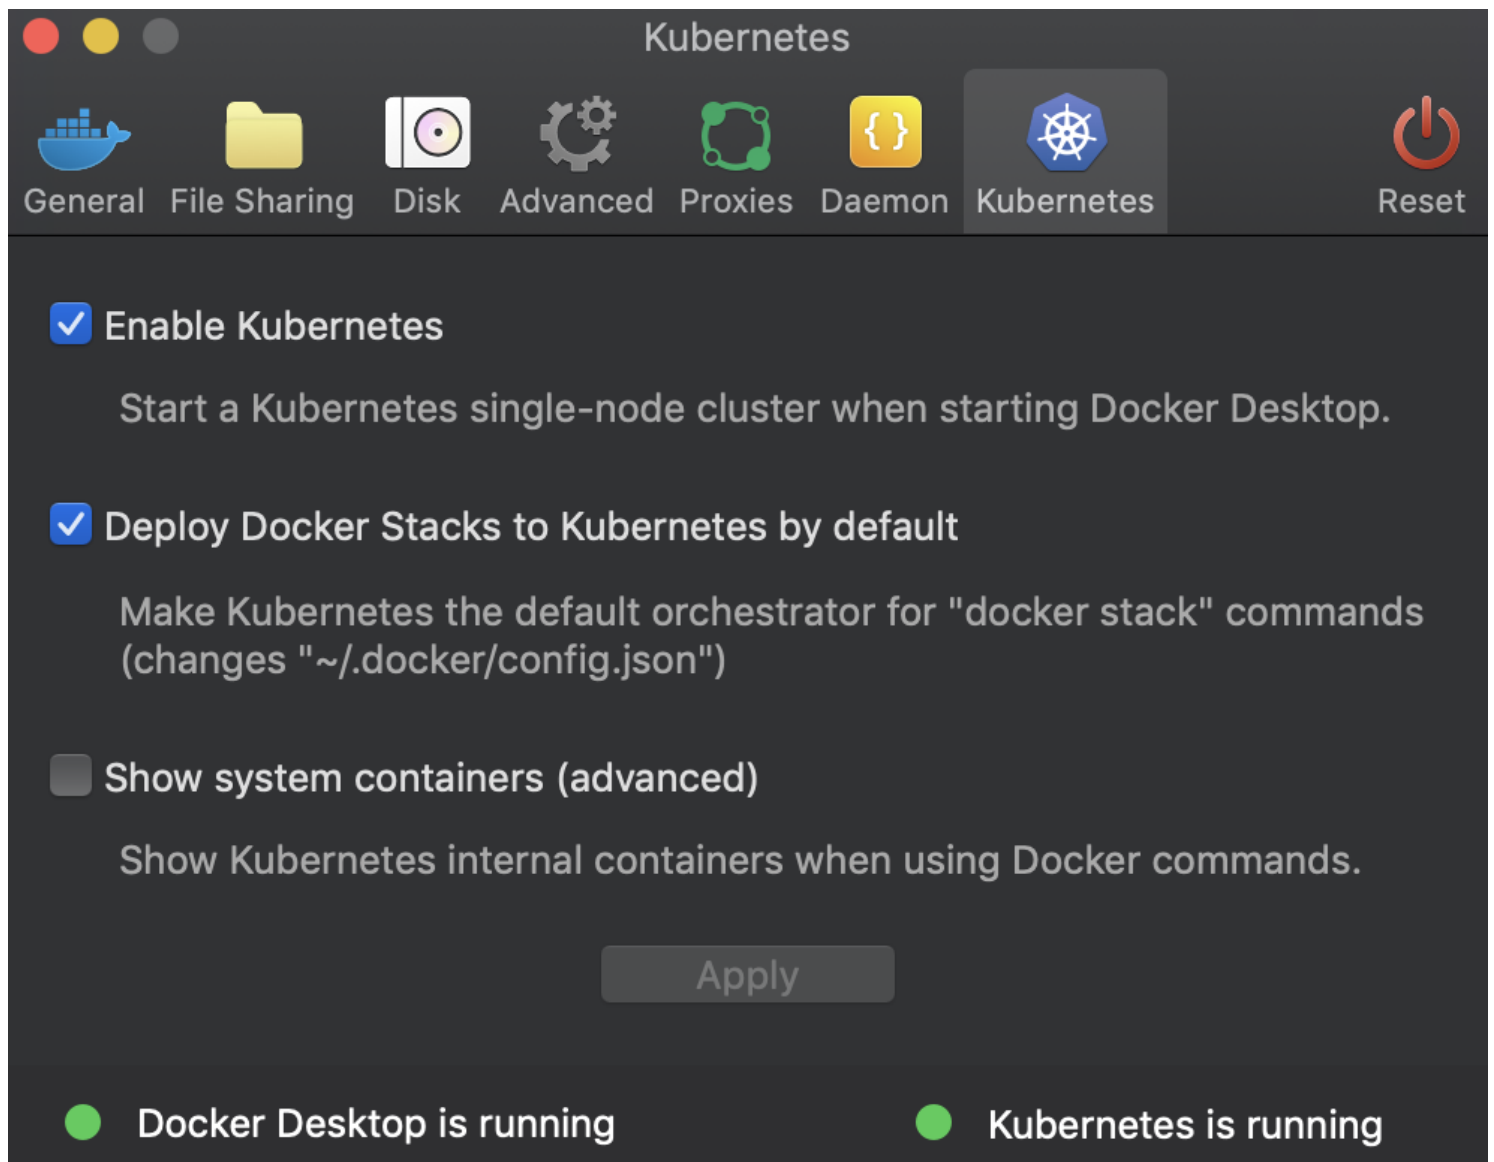 Kubernetes
General File Sharing Disk Advanced Proxies { } Daemon Kubernetes Reset
Enable Kubernetes
Start a Kubernetes single-node cluster when starting Docker Desktop.
Deploy Docker Stacks to Kubernetes by default
Make Kubernetes the default orchestrator for "docker stack" commands
(changes "~/.docker/config.json")
Show system containers (advanced)
Show Kubernetes internal containers when using Docker commands.
Apply
Docker Desktop is running Kubernetes is running